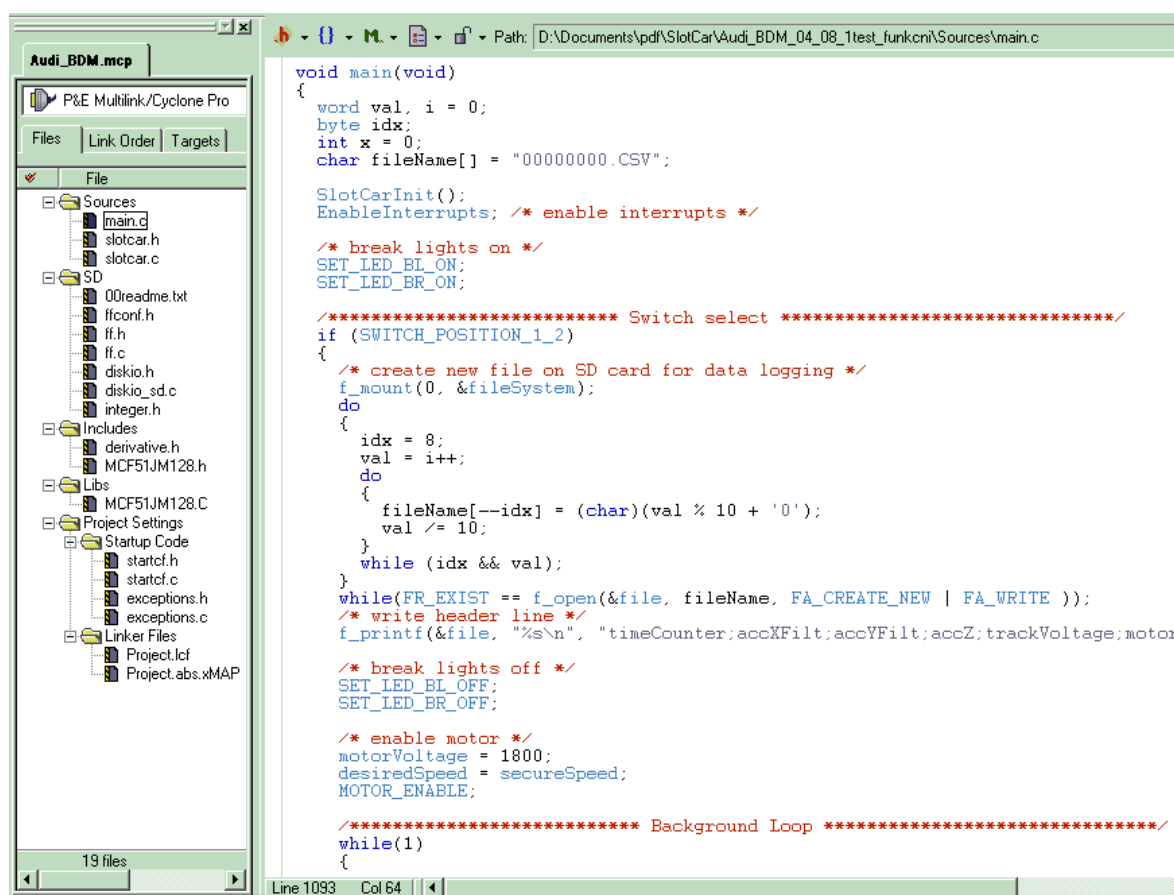 Audi_BDM.mcp
P&E Multilink/Cyclone Pro
Files Link Order Targets
File
Sources
main.c
slotcar.h
slotcar.c
SD
00readme.txt
ffconf.h
ff.h
ff.c
diskio.h
diskio_sd.c
integer.h
Includes
derivative.h
MCF51JM128.h
Libs
MCF51JM128.C
Project Settings
Startup Code
startcf.h
startcf.c
exceptions.h
exceptions.c
Linker Files
Project.lcf
Project.abs.xMAP
19 files
.h {} M. Path: D:\Documents\pdf\SlotCar\Audi_BDM_04_08_1test_funkcni\Sources\main.c
void main(void)
{
word val, i = 0;
byte idx;
int x = 0;
char fileName[] = "00000000.CSV";
SlotCarInit();
EnableInterrupts; /* enable interrupts */
/* break lights on */
SET_LED_BL_ON;
SET_LED_BR_ON;
/*************************** Switch select *******************************/
if (SWITCH_POSITION_1_2)
{
/* create new file on SD card for data logging */
f_mount(0, &fileSystem);
do
{
idx = 8;
val = i++;
do
{
fileName[--idx] = (char)(val % 10 + '0');
val /= 10;
}
while (idx && val);
}
while(FR_EXIST == f_open(&file, fileName, FA_CREATE_NEW | FA_WRITE ));
/* write header line */
f_printf(&file, "%s\n", "timeCounter;accXFilt;accYFilt;accZ;trackVoltage;motor
/* break lights off */
SET_LED_BL_OFF;
SET_LED_BR_OFF;
/* enable motor */
motorVoltage = 1800;
desiredSpeed = secureSpeed;
MOTOR_ENABLE;
/*************************** Background Loop *******************************/
while(1)
{
Line 1093 Col 64